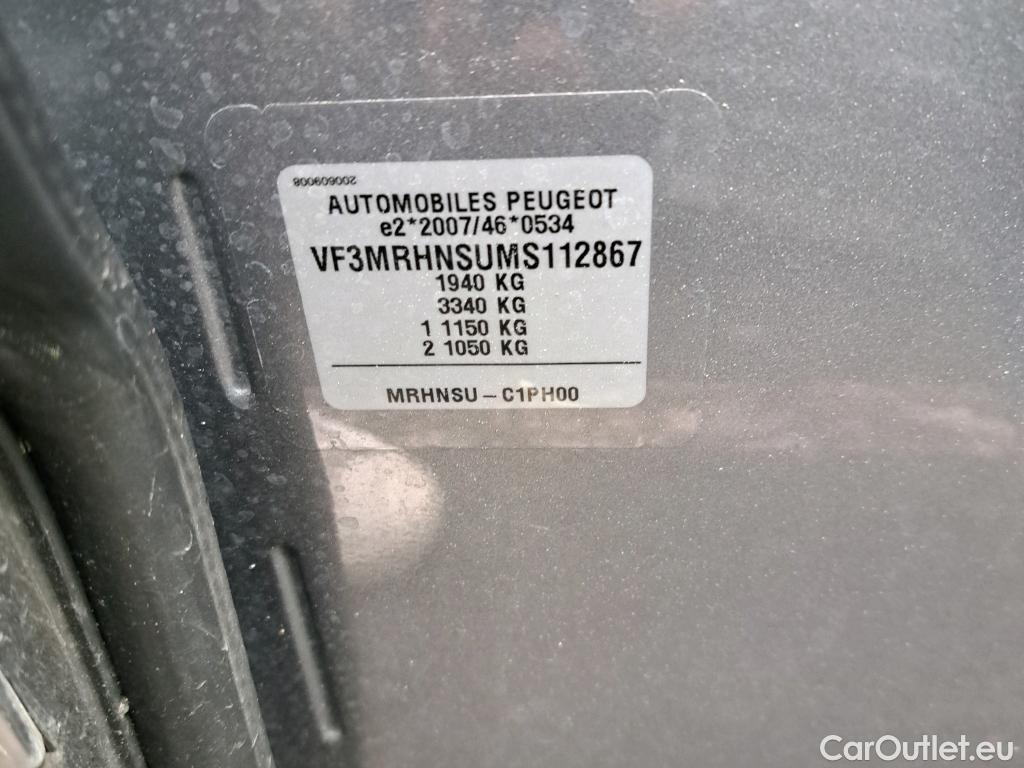 200609008
AUTOMOBILES PEUGEOT
e2*2007/46*0534
VF3MRHNSUMS112867
1940 KG
3340 KG
1 1150 KG
2 1050 KG
MRHNSU - C1PH00
CarOutlet.eu